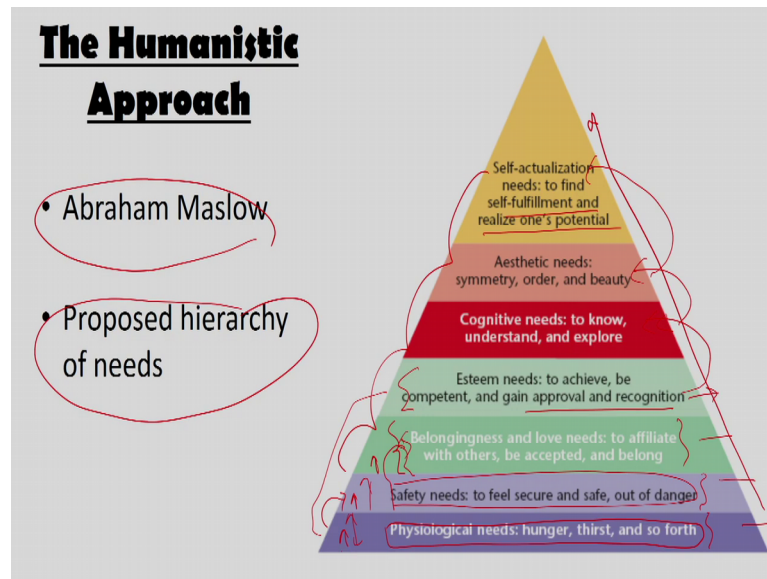 The Humanistic
Approach
• Abraham Maslow
• Proposed hierarchy
of needs
Self-actualization
needs: to find
self-fulfillment and
realize one's potential
Aesthetic needs:
symmetry, order, and beauty
Cognitive needs: to know,
understand, and explore
Esteem needs: to achieve, be
competent, and gain approval and recognition
Belongingness and love needs: to affiliate
with others, be accepted, and belong
Safety needs: to feel secure and safe, out of danger
Physiological needs: hunger, thirst, and so forth